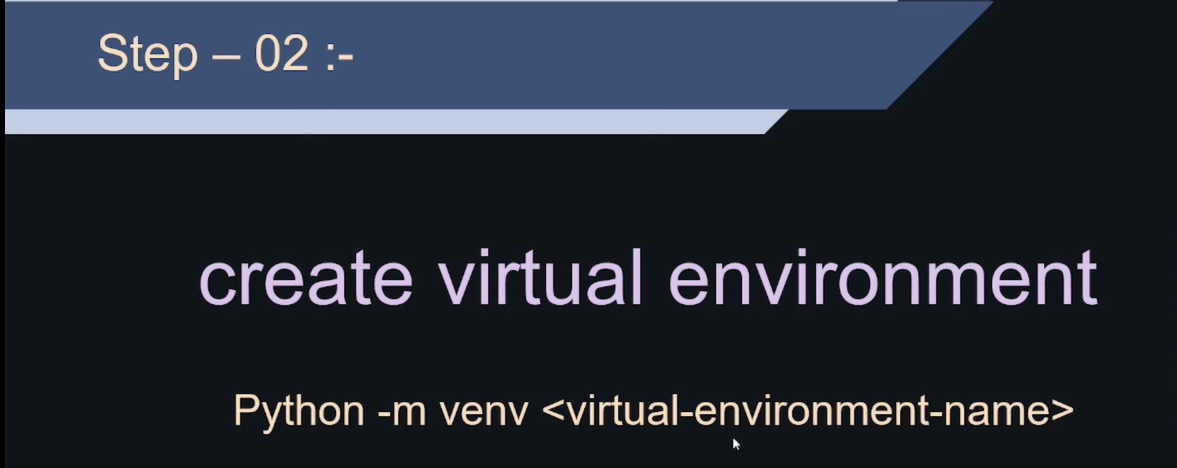 Step – 02 :-
create virtual environment
Python -m venv <virtual-environment-name>